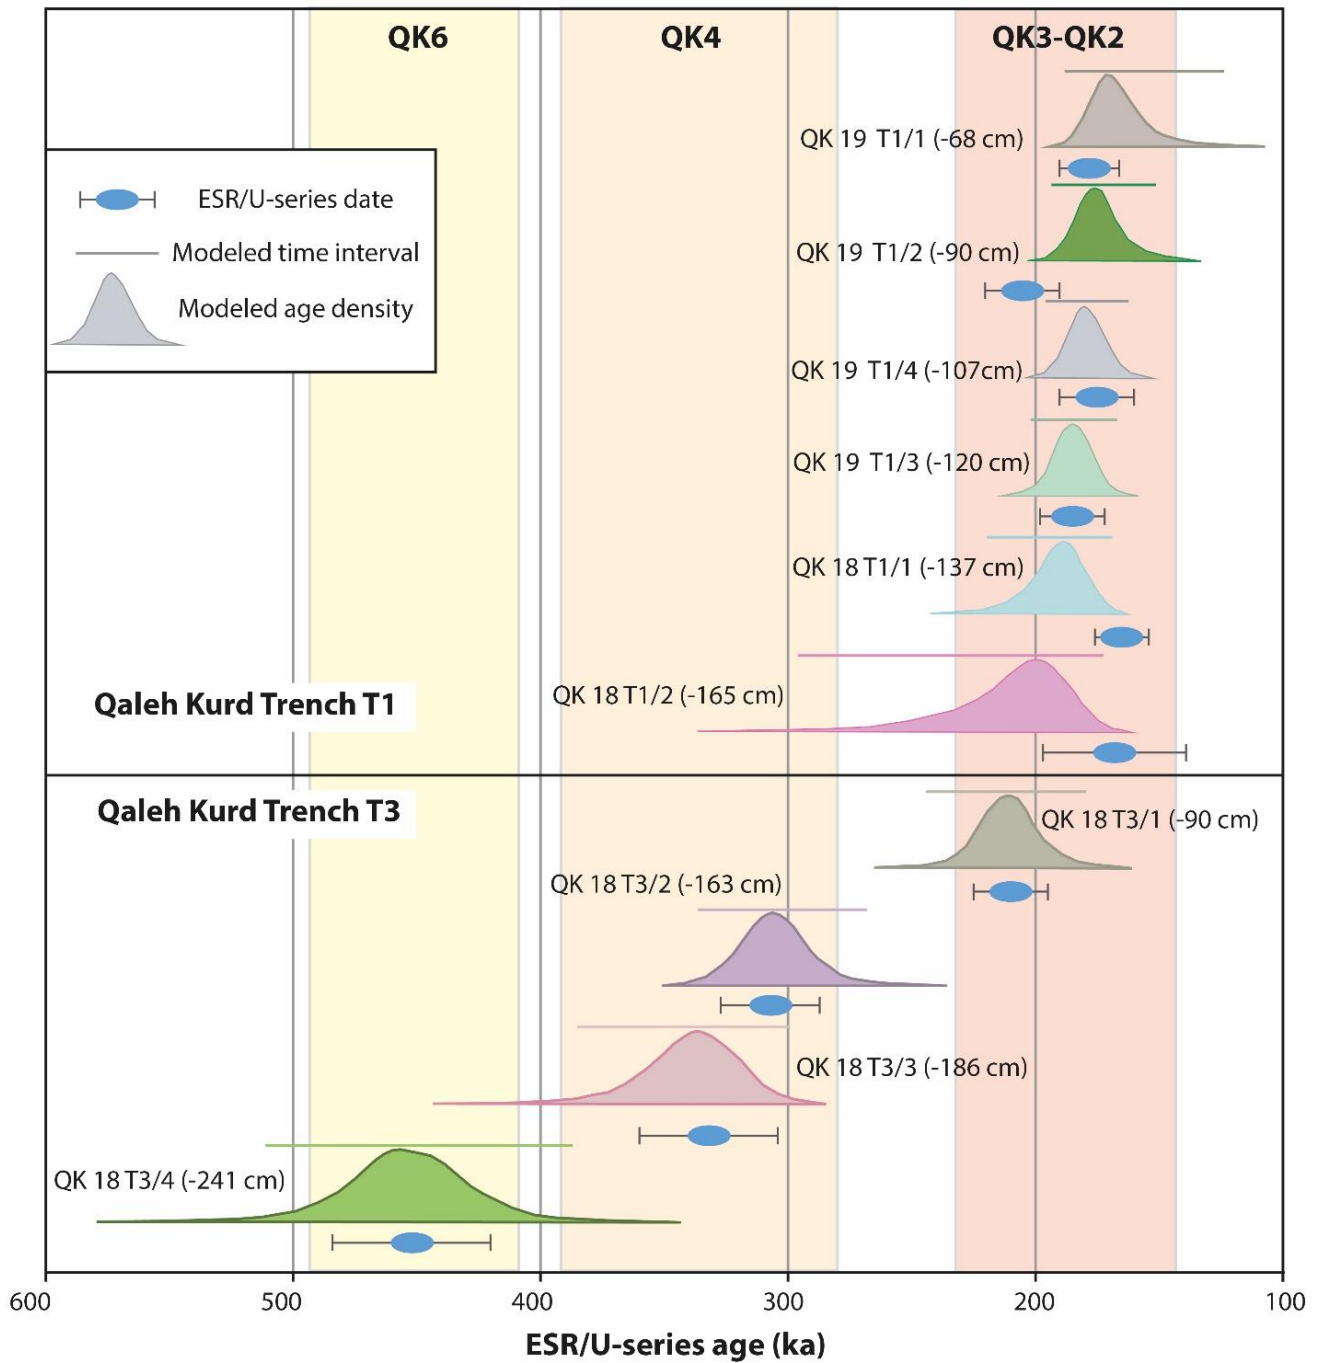 QK6
QK4
QK3-QK2
QK 19 T1/1 (-68 cm)
ESR/U-series date
Modeled time interval
Modeled age density
QK 19 T1/2 (-90 cm)
QK 19 T1/4 (-107cm)
QK 19 T1/3 (-120 cm)
QK 18 T1/1 (-137 cm)
QK 18 T1/2 (-165 cm)
Qaleh Kurd Trench T1
Qaleh Kurd Trench T3
QK 18 T3/1 (-90 cm)
QK 18 T3/2 (-163 cm)
QK 18 T3/3 (-186 cm)
QK 18 T3/4 (-241 cm)
600 500 400 300 200 100
ESR/U-series age (ka)